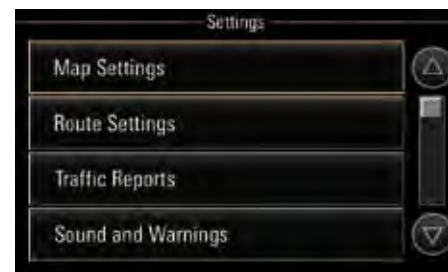 Settings
Map Settings
Route Settings
Traffic Reports
Sound and Warnings